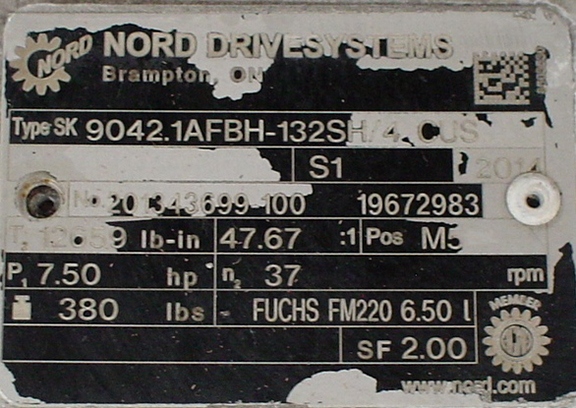 NORD NORD DRIVESYSTEMS
Brampton, ON
Type SK 9042.1AFBH-132SH/4 CUS
S1 2014
No. 201343699-100 19672983
lb-in 47.67 :1 Pos M5
P1 7.50 hp n2 37 rpm
380 lbs FUCHS FM220 6.50 l
MEMBER
SF 2.00
www.nord.com